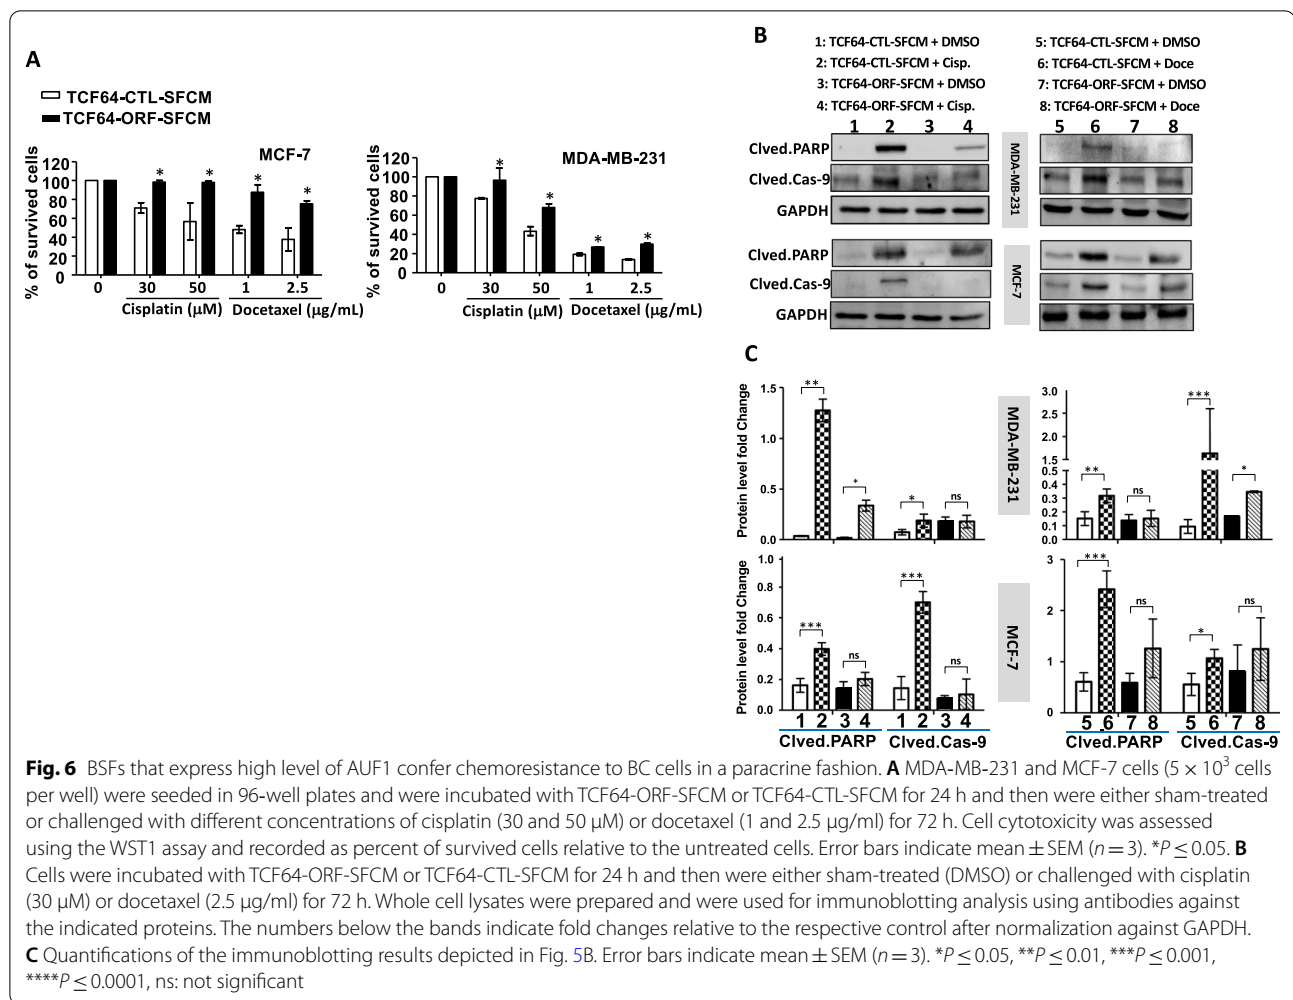 A
TCF64-CTL-SFCM
TCF64-ORF-SFCM
% of survived cells
120
100
80
60
40
20
0
MCF-7
* * * *
0 30 50 1 2.5
Cisplatin (µM) Docetaxel (µg/mL)
% of survived cells
120
100
80
60
40
20
0
MDA-MB-231
* * * *
0 30 50 1 2.5
Cisplatin (µM) Docetaxel (µg/mL)
B
1: TCF64-CTL-SFCM + DMSO
2: TCF64-CTL-SFCM + Cisp.
3: TCF64-ORF-SFCM + DMSO
4: TCF64-ORF-SFCM + Cisp.
5: TCF64-CTL-SFCM + DMSO
6: TCF64-CTL-SFCM + Doce
7: TCF64-ORF-SFCM + DMSO
8: TCF64-ORF-SFCM + Doce
1 2 3 4 5 6 7 8
Clved.PARP
Clved.Cas-9
GAPDH
MDA-MB-231
Clved.PARP
Clved.Cas-9
GAPDH
MCF-7
C
Protein level fold Change
1.5
1.0
0.5
0.0
** * * ns
MDA-MB-231
3.0
2.5
2.0
1.5
0.5
0.4
0.3
0.2
0.1
0.0
** ns *** *
Protein level fold Change
1.0
0.8
0.6
0.4
0.2
0.0
*** ns *** ns
1 2 3 4 1 2 3 4
Clved.PARP Clved.Cas-9
MCF-7
3
2
1
0
*** ns * ns
5 6 7 8 5 6 7 8
Clved.PARP Clved.Cas-9
Fig. 6 BSFs that express high level of AUF1 confer chemoresistance to BC cells in a paracrine fashion. A MDA-MB-231 and MCF-7 cells (5 × 10³ cells
per well) were seeded in 96-well plates and were incubated with TCF64-ORF-SFCM or TCF64-CTL-SFCM for 24 h and then were either sham-treated
or challenged with different concentrations of cisplatin (30 and 50 µM) or docetaxel (1 and 2.5 µg/ml) for 72 h. Cell cytotoxicity was assessed
using the WST1 assay and recorded as percent of survived cells relative to the untreated cells. Error bars indicate mean ± SEM (n = 3). *P ≤ 0.05. B
Cells were incubated with TCF64-ORF-SFCM or TCF64-CTL-SFCM for 24 h and then were either sham-treated (DMSO) or challenged with cisplatin
(30 µM) or docetaxel (2.5 µg/ml) for 72 h. Whole cell lysates were prepared and were used for immunoblotting analysis using antibodies against
the indicated proteins. The numbers below the bands indicate fold changes relative to the respective control after normalization against GAPDH.
C Quantifications of the immunoblotting results depicted in Fig. 5B. Error bars indicate mean ± SEM (n = 3). *P ≤ 0.05, **P ≤ 0.01, ***P ≤ 0.001,
****P ≤ 0.0001, ns: not significant